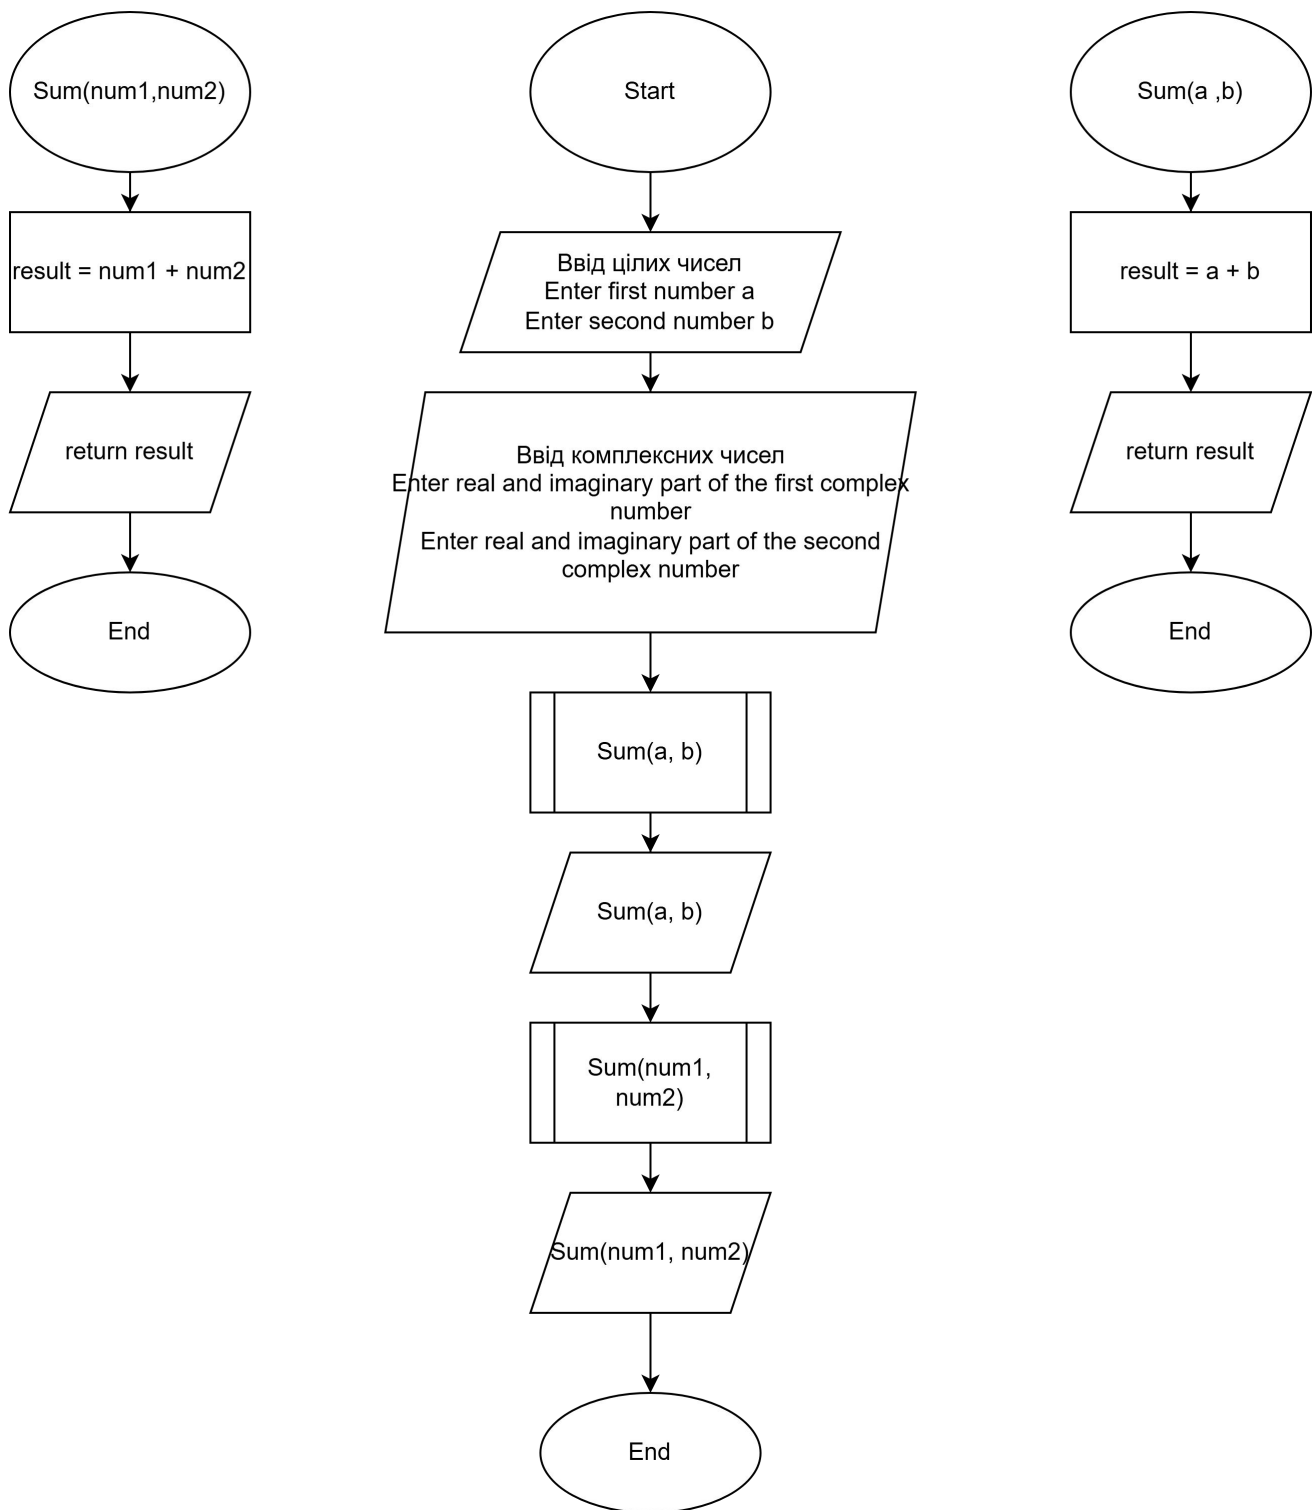 Sum(num1,num2)
result = num1 + num2
return result
End
Start
Ввід цілих чисел
Enter first number a
Enter second number b
Ввід комплексних чисел
Enter real and imaginary part of the first complex
number
Enter real and imaginary part of the second
complex number
Sum(a, b)
Sum(a, b)
Sum(num1,
num2)
Sum(num1, num2)
End
Sum(a ,b)
result = a + b
return result
End